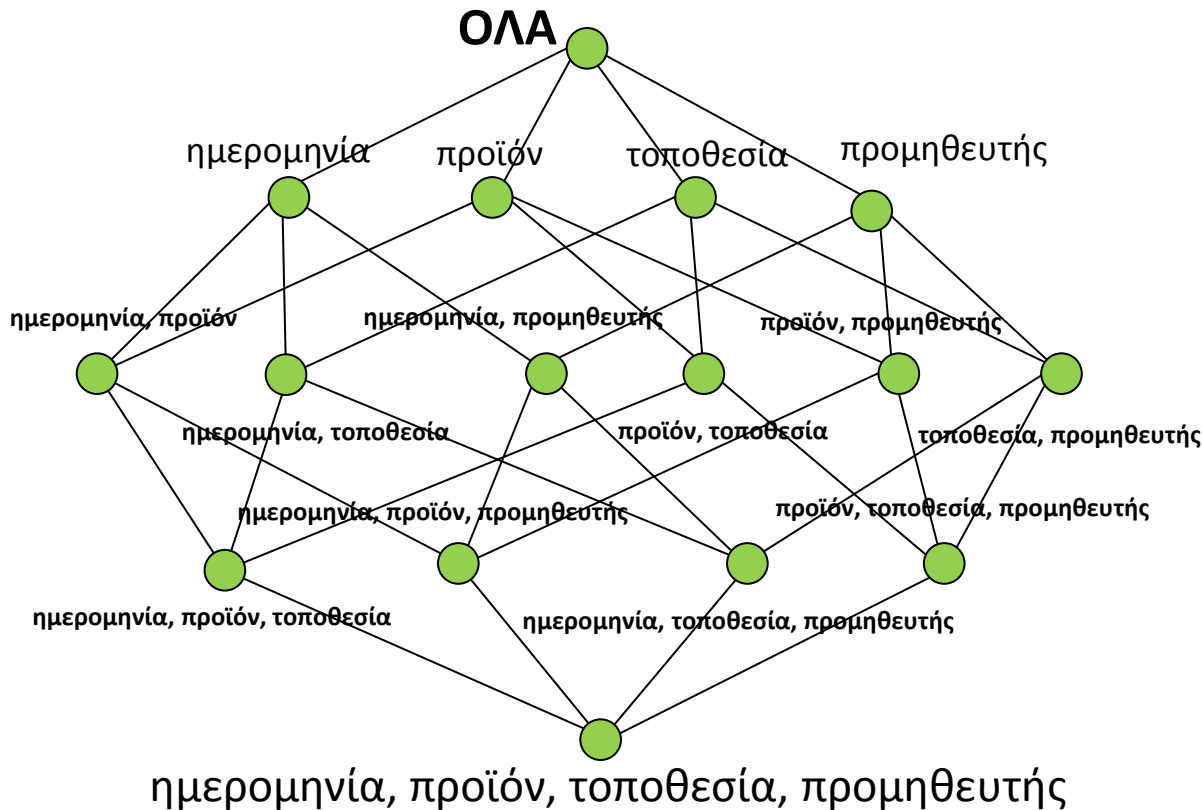 ΟΛΑ
ημερομηνία
προϊόν
τοποθεσία
προμηθευτής
ημερομηνία, προϊόν
ημερομηνία, προμηθευτής
προϊόν, προμηθευτής
ημερομηνία, τοποθεσία
προϊόν, τοποθεσία
τοποθεσία, προμηθευτής
ημερομηνία, προϊόν, προμηθευτής
προϊόν, τοποθεσία, προμηθευτής
ημερομηνία, προϊόν, τοποθεσία
ημερομηνία, τοποθεσία, προμηθευτής
ημερομηνία, προϊόν, τοποθεσία, προμηθευτής